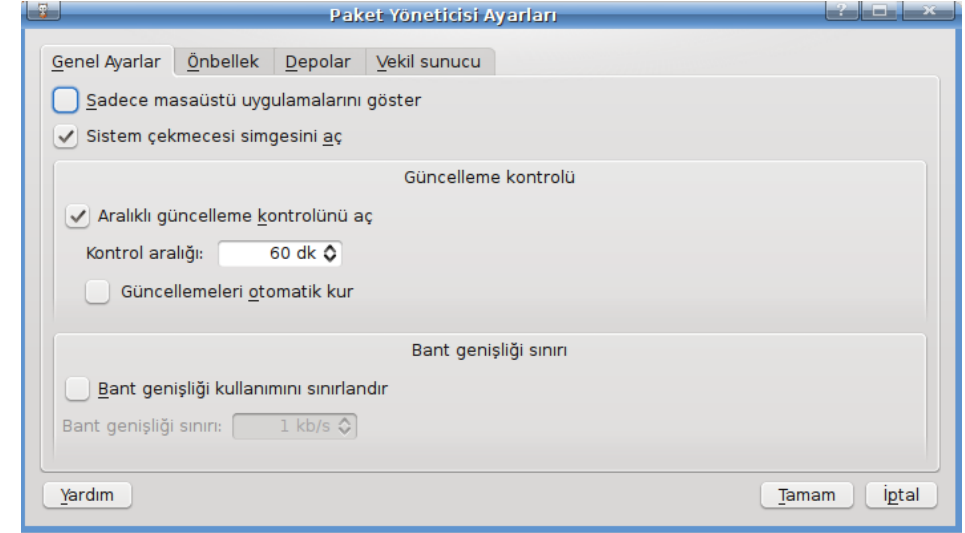 Paket Yöneticisi Ayarları
Genel Ayarlar Önbellek Depolar Vekil sunucu
Sadece masaüstü uygulamalarını göster
Sistem çekmecesi simgesini aç
Güncelleme kontrolü
Aralıklı güncelleme kontrolünü aç
Kontrol aralığı: 60 dk
Güncellemeleri otomatik kur
Bant genişliği sınırı
Bant genişliği kullanımını sınırlandır
Bant genişliği sınırı: 1 kb/s
Yardım Tamam İptal